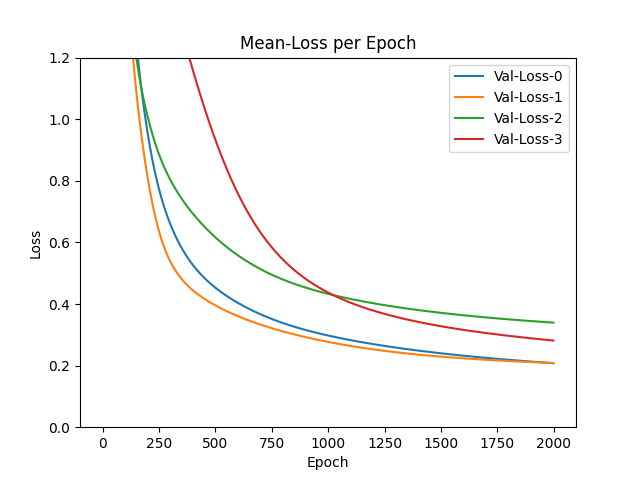 Mean-Loss per Epoch
Val-Loss-0
Val-Loss-1
Val-Loss-2
Val-Loss-3
Loss
1.2
1.0
0.8
0.6
0.4
0.2
0.0
0 250 500 750 1000 1250 1500 1750 2000
Epoch